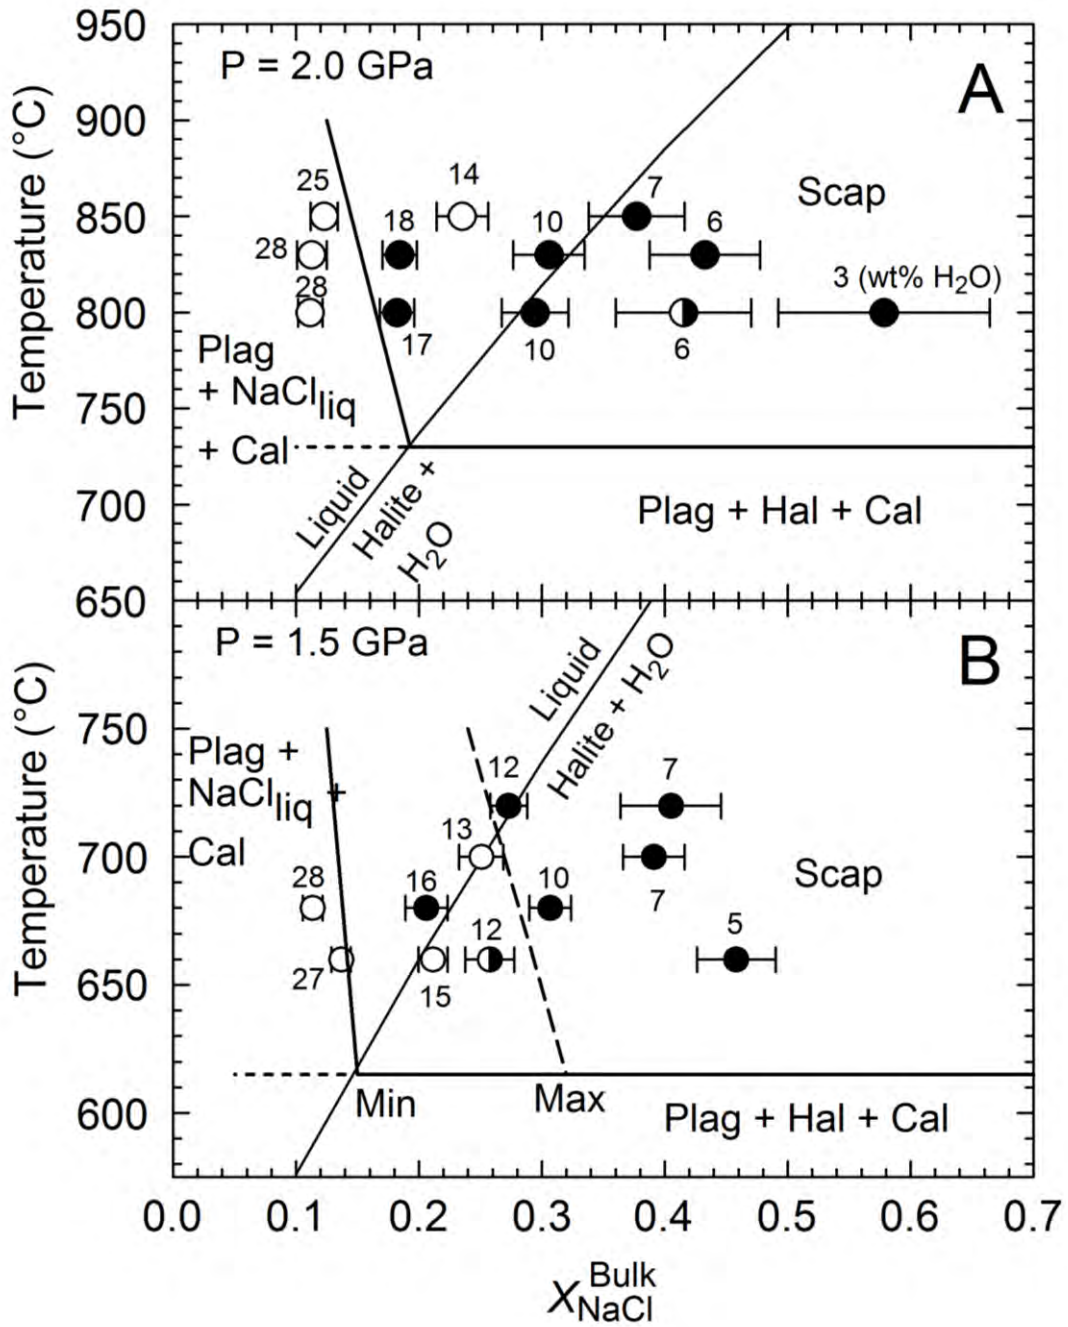 950
P = 2.0 GPa
A
900
Temperature (°C)
25
14
7
Scap
850
18
10
6
28
3 (wt% H2O)
28
800
17
10
6
Plag
+ NaClliq
750
+ Cal
Liquid
Halite +
H2O
700
Plag + Hal + Cal
650
P = 1.5 GPa
B
Liquid
Halite + H2O
Temperature (°C)
750
Plag +
NaClliq +
Cal
12
7
13
700
28
16
10
7
Scap
12
5
27
15
650
Min
Max
Plag + Hal + Cal
600
0.0 0.1 0.2 0.3 0.4 0.5 0.6 0.7
XNaCl Bulk